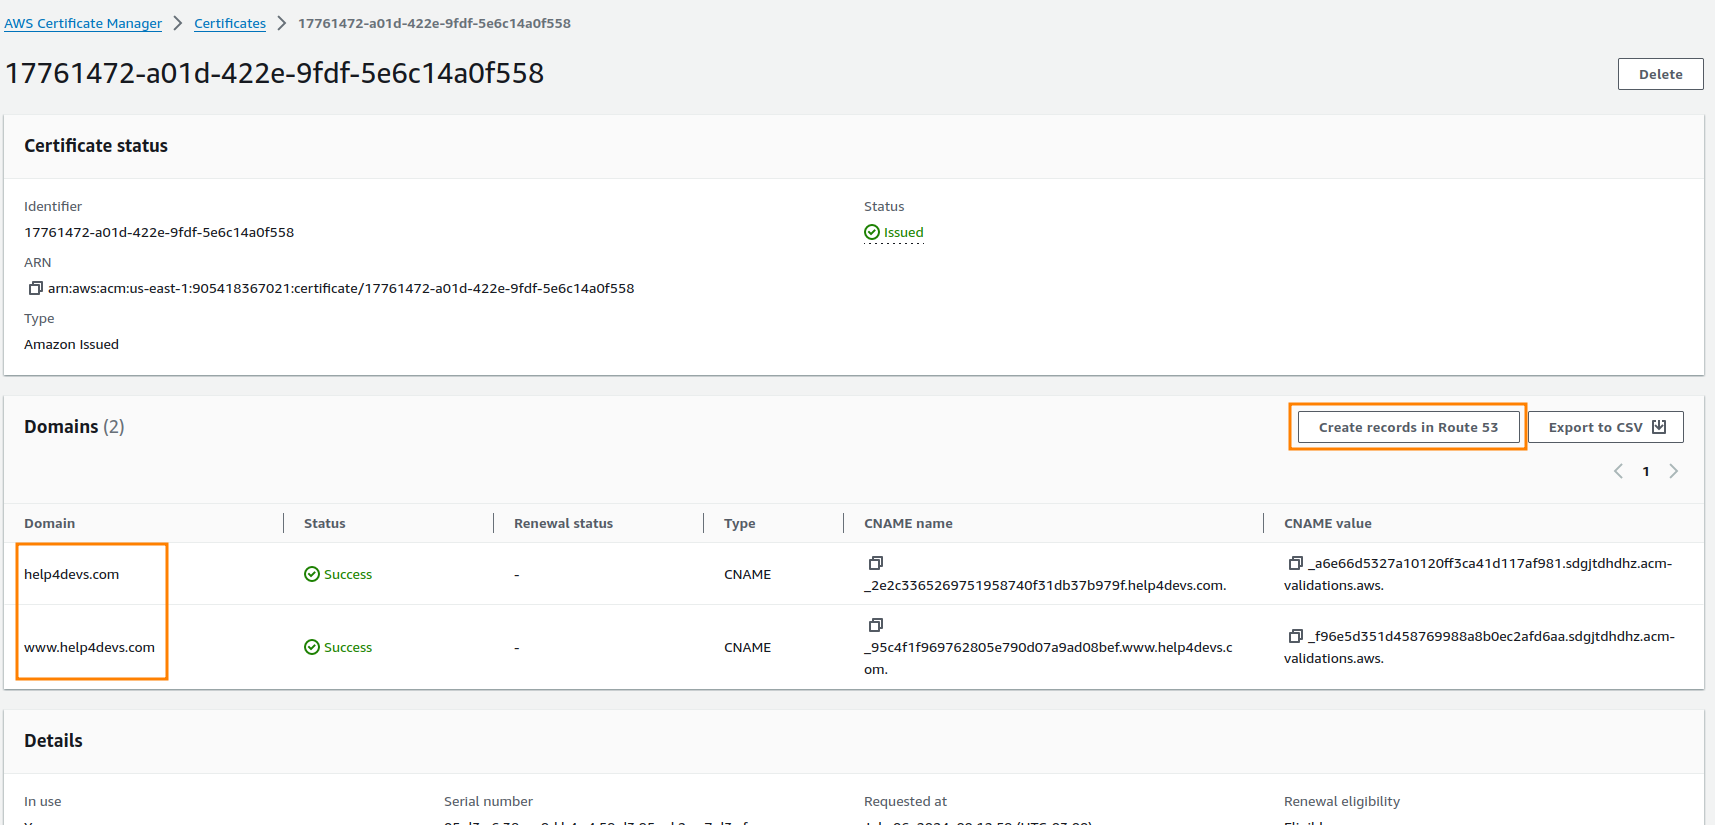 AWS Certificate Manager > Certificates > 17761472-a01d-422e-9fdf-5e6c14a0f558
17761472-a01d-422e-9fdf-5e6c14a0f558
Delete
Certificate status
Identifier
17761472-a01d-422e-9fdf-5e6c14a0f558
ARN
arn:aws:acm:us-east-1:905418367021:certificate/17761472-a01d-422e-9fdf-5e6c14a0f558
Type
Amazon Issued
Status
Issued
Domains (2)
Create records in Route 53
Export to CSV
1
Domain Status Renewal status Type CNAME name CNAME value
help4devs.com Success - CNAME
_2e2c3365269751958740f31db37b979f.help4devs.com.
_a6e66d5327a10120ff3ca41d117af981.sdgjtdhdhz.acm-
validations.aws.
www.help4devs.com Success - CNAME
_95c4f1f969762805e790d07a9ad08bef.www.help4devs.c
om.
_f96e5d351d458769988a8b0ec2afd6aa.sdgjtdhdhz.acm-
validations.aws.
Details
In use
Serial number
Requested at
Renewal eligibility